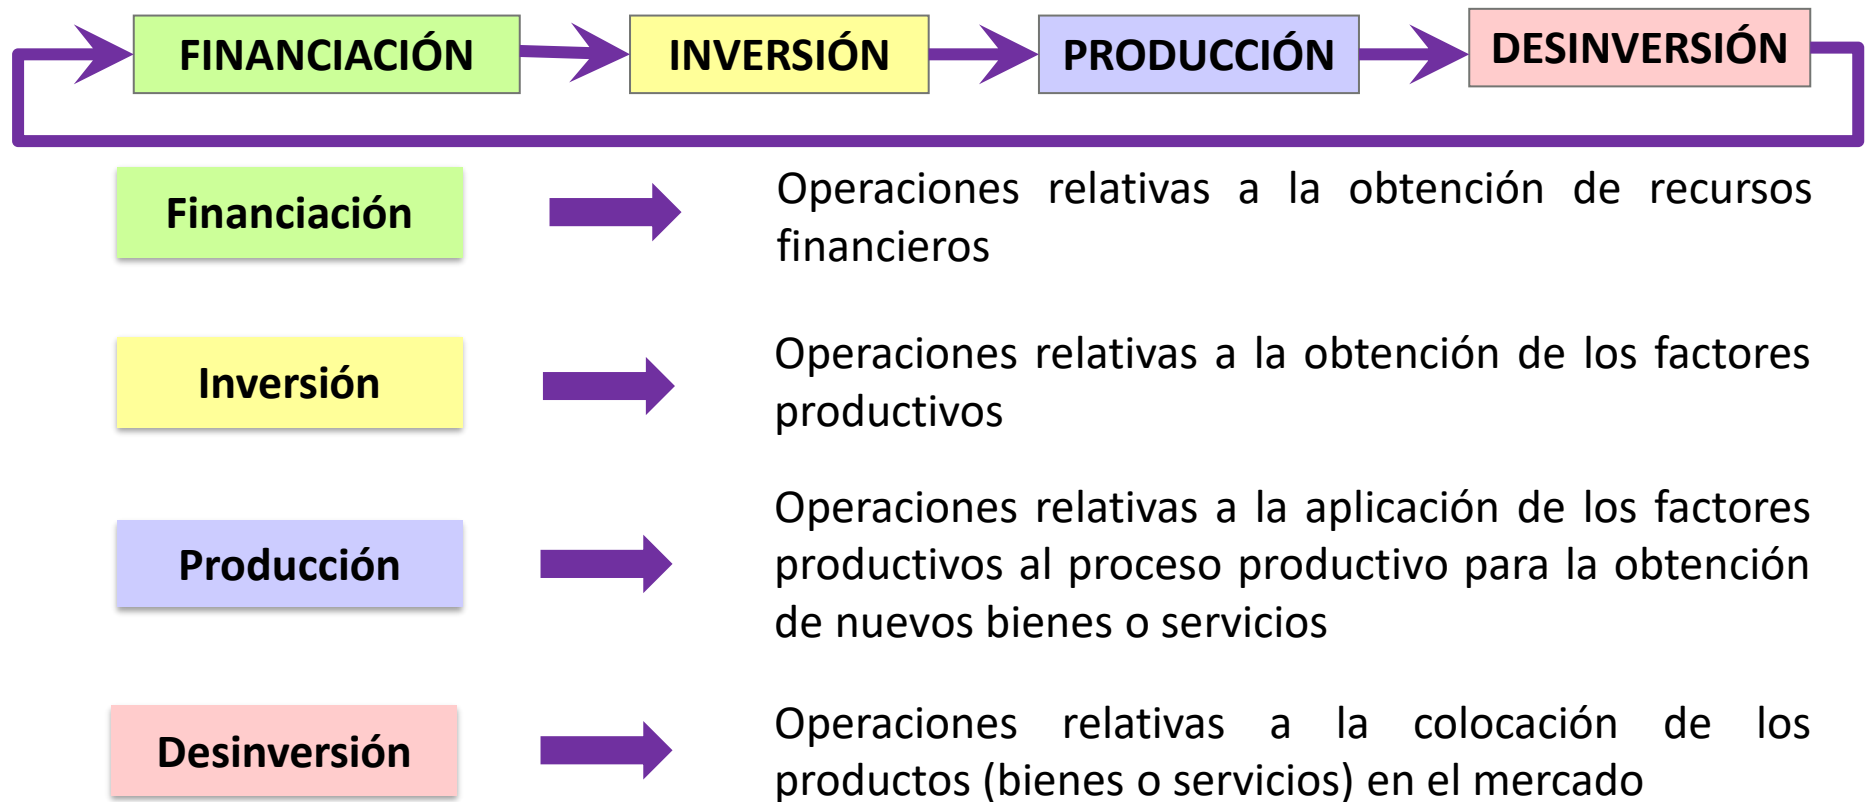 FINANCIACIÓN
INVERSIÓN
PRODUCCIÓN
DESINVERSIÓN
Financiación
Operaciones relativas a la obtención de recursos
financieros
Inversión
Operaciones relativas a la obtención de los factores
productivos
Producción
Operaciones relativas a la aplicación de los factores
productivos al proceso productivo para la obtención
de nuevos bienes o servicios
Desinversión
Operaciones relativas a la colocación de los
productos (bienes o servicios) en el mercado